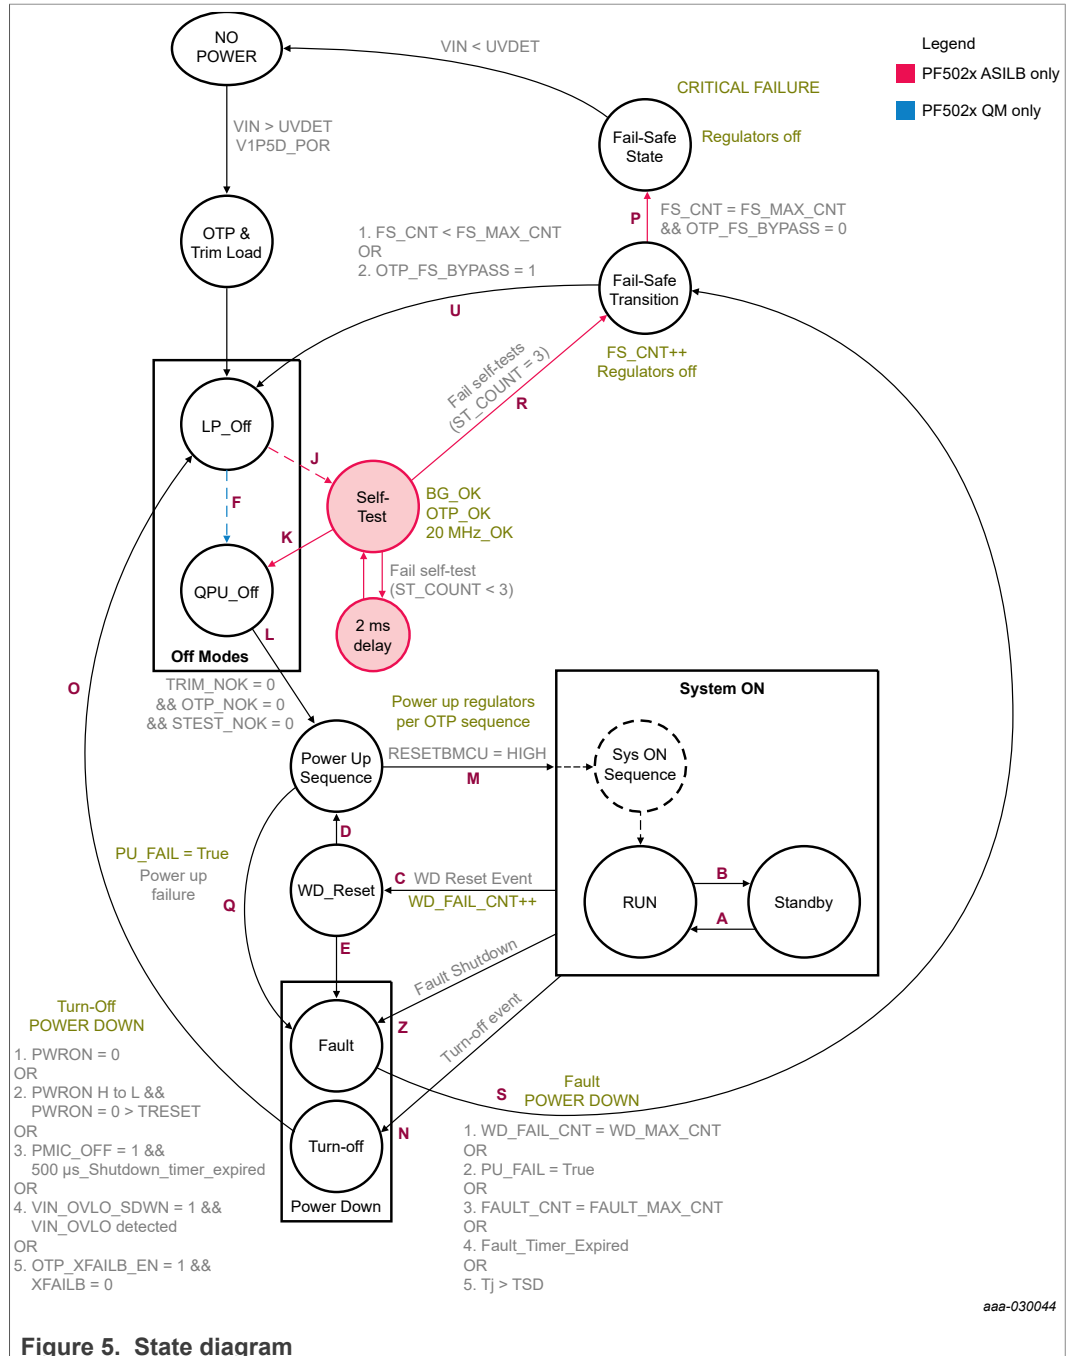 NO
POWER
VIN < UVDET
Legend
PF502x ASILB only
PF502x QM only
CRITICAL FAILURE
Fail-Safe
State
Regulators off
VIN > UVDET
V1P5D_POR
P
FS_CNT = FS_MAX_CNT
&& OTP_FS_BYPASS = 0
OTP &
Trim Load
1. FS_CNT < FS_MAX_CNT
OR
2. OTP_FS_BYPASS = 1
Fail-Safe
Transition
U
FS_CNT++
Regulators off
Fail self-tests
(ST_COUNT = 3)
R
LP_Off
J
F
Self-
Test
BG_OK
OTP_OK
20 MHz_OK
K
Fail self-test
(ST_COUNT < 3)
QPU_Off
2 ms
delay
L
Off Modes
O
TRIM_NOK = 0
&& OTP_NOK = 0
&& STEST_NOK = 0
Power up regulators
per OTP sequence
System ON
Power Up
Sequence
RESETBMCU = HIGH
M
Sys ON
Sequence
D
PU_FAIL = True
Power up
failure
Q
WD_Reset
C
WD Reset Event
WD_FAIL_CNT++
RUN
B
A
Standby
E
Fault Shutdown
Z
Turn-off event
Fault
Turn-Off
POWER DOWN
1. PWRON = 0
OR
2. PWRON H to L &&
PWRON = 0 > TRESET
OR
3. PMIC_OFF = 1 &&
500 µs_Shutdown_timer_expired
OR
4. VIN_OVLO_SDWN = 1 &&
VIN_OVLO detected
OR
5. OTP_XFAILB_EN = 1 &&
XFAILB = 0
Turn-off
N
Power Down
S
Fault
POWER DOWN
1. WD_FAIL_CNT = WD_MAX_CNT
OR
2. PU_FAIL = True
OR
3. FAULT_CNT = FAULT_MAX_CNT
OR
4. Fault_Timer_Expired
OR
5. Tj > TSD
aaa-030044
Figure 5. State diagram